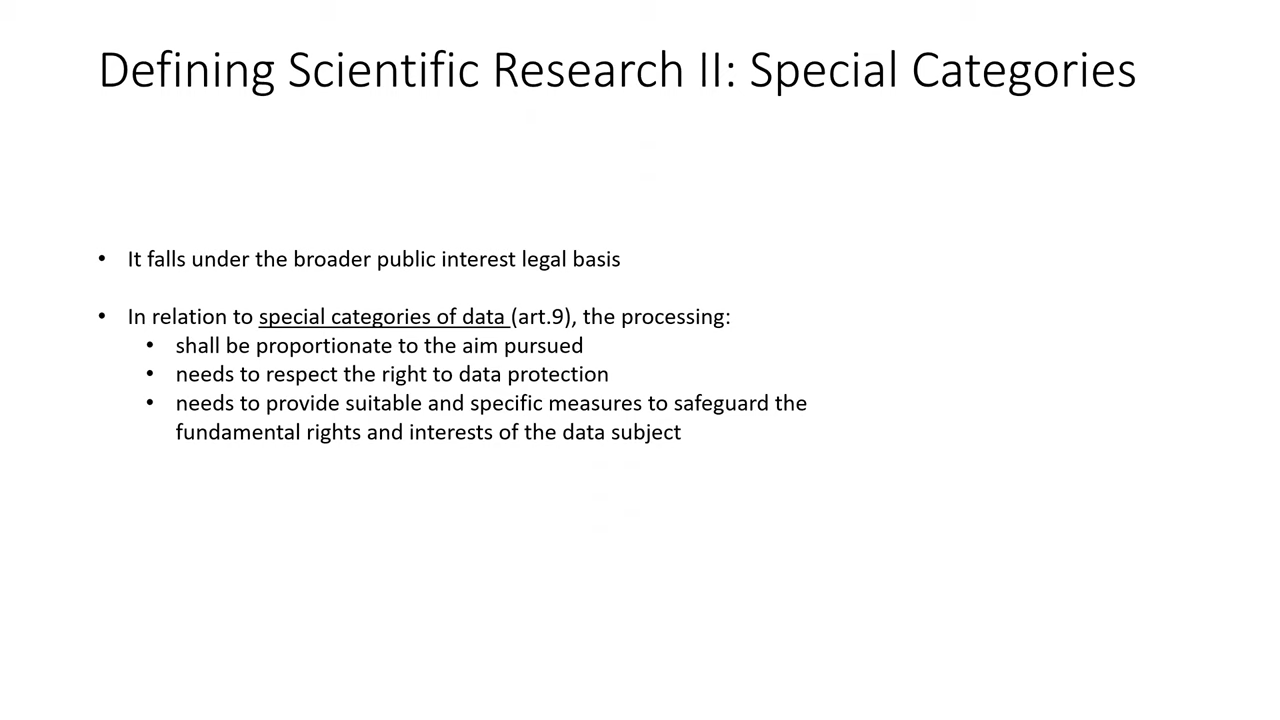 Defining Scientific Research II: Special Categories
• It falls under the broader public interest legal basis
• In relation to special categories of data (art.9), the processing:
• shall be proportionate to the aim pursued
• needs to respect the right to data protection
• needs to provide suitable and specific measures to safeguard the
fundamental rights and interests of the data subject